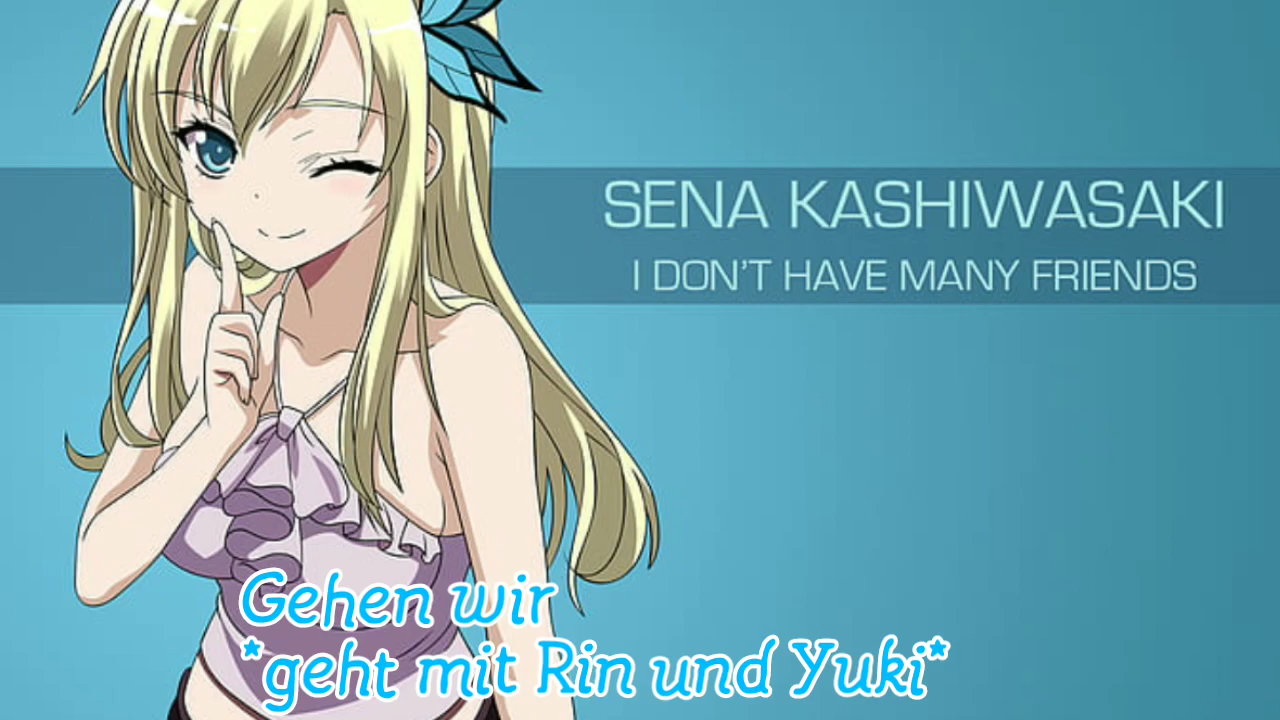 SENA KASHIWASAKI
I DON'T HAVE MANY FRIENDS
Gehen wir
*geht mit Rin und Yuki*